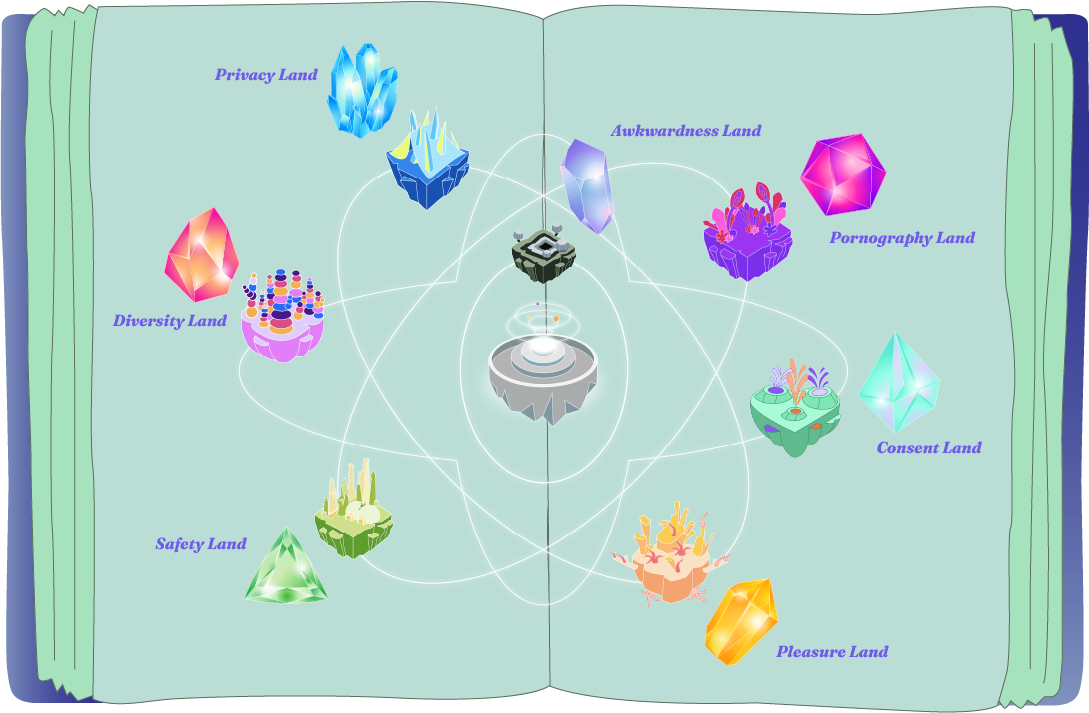 Privacy Land
Awkwardness Land
Pornography Land
Diversity Land
Consent Land
Safety Land
Pleasure Land